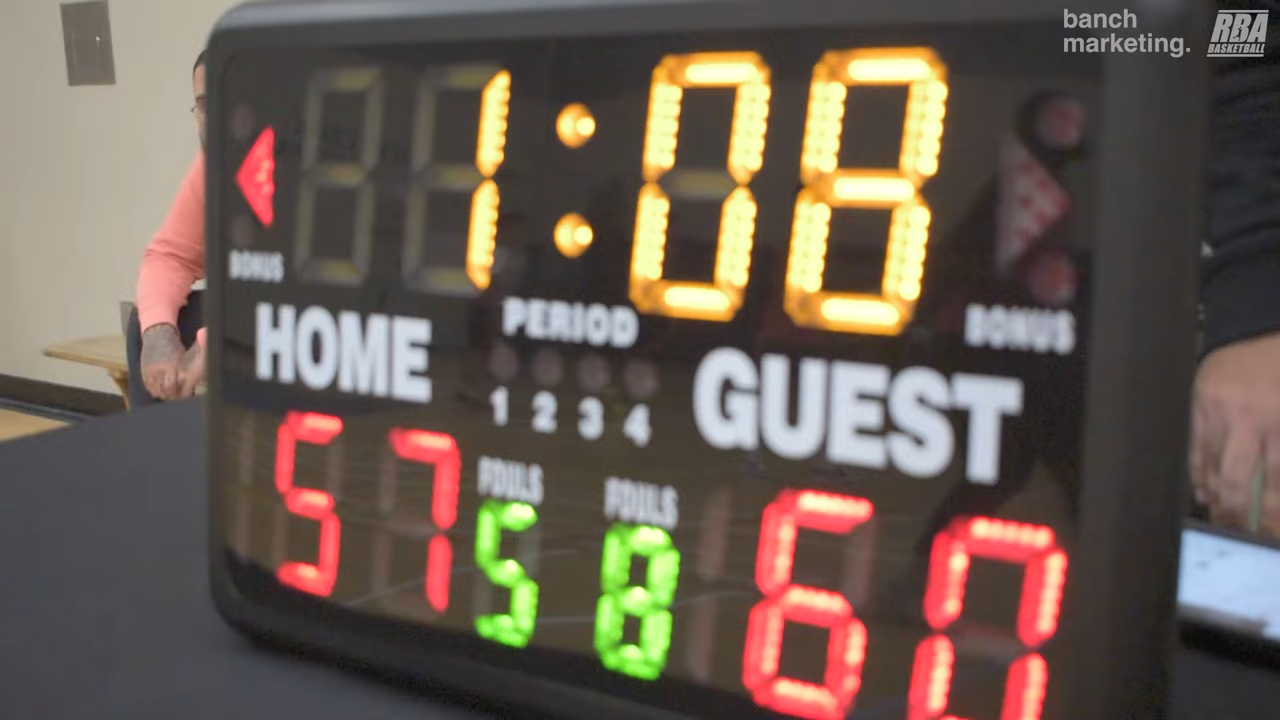 banch
marketing.
RBA
BASKETBALL
1:08
BONUS
PERIOD
BONUS
HOME
GUEST
1 2 3 4
FOULS
FOULS
57
5
8
60